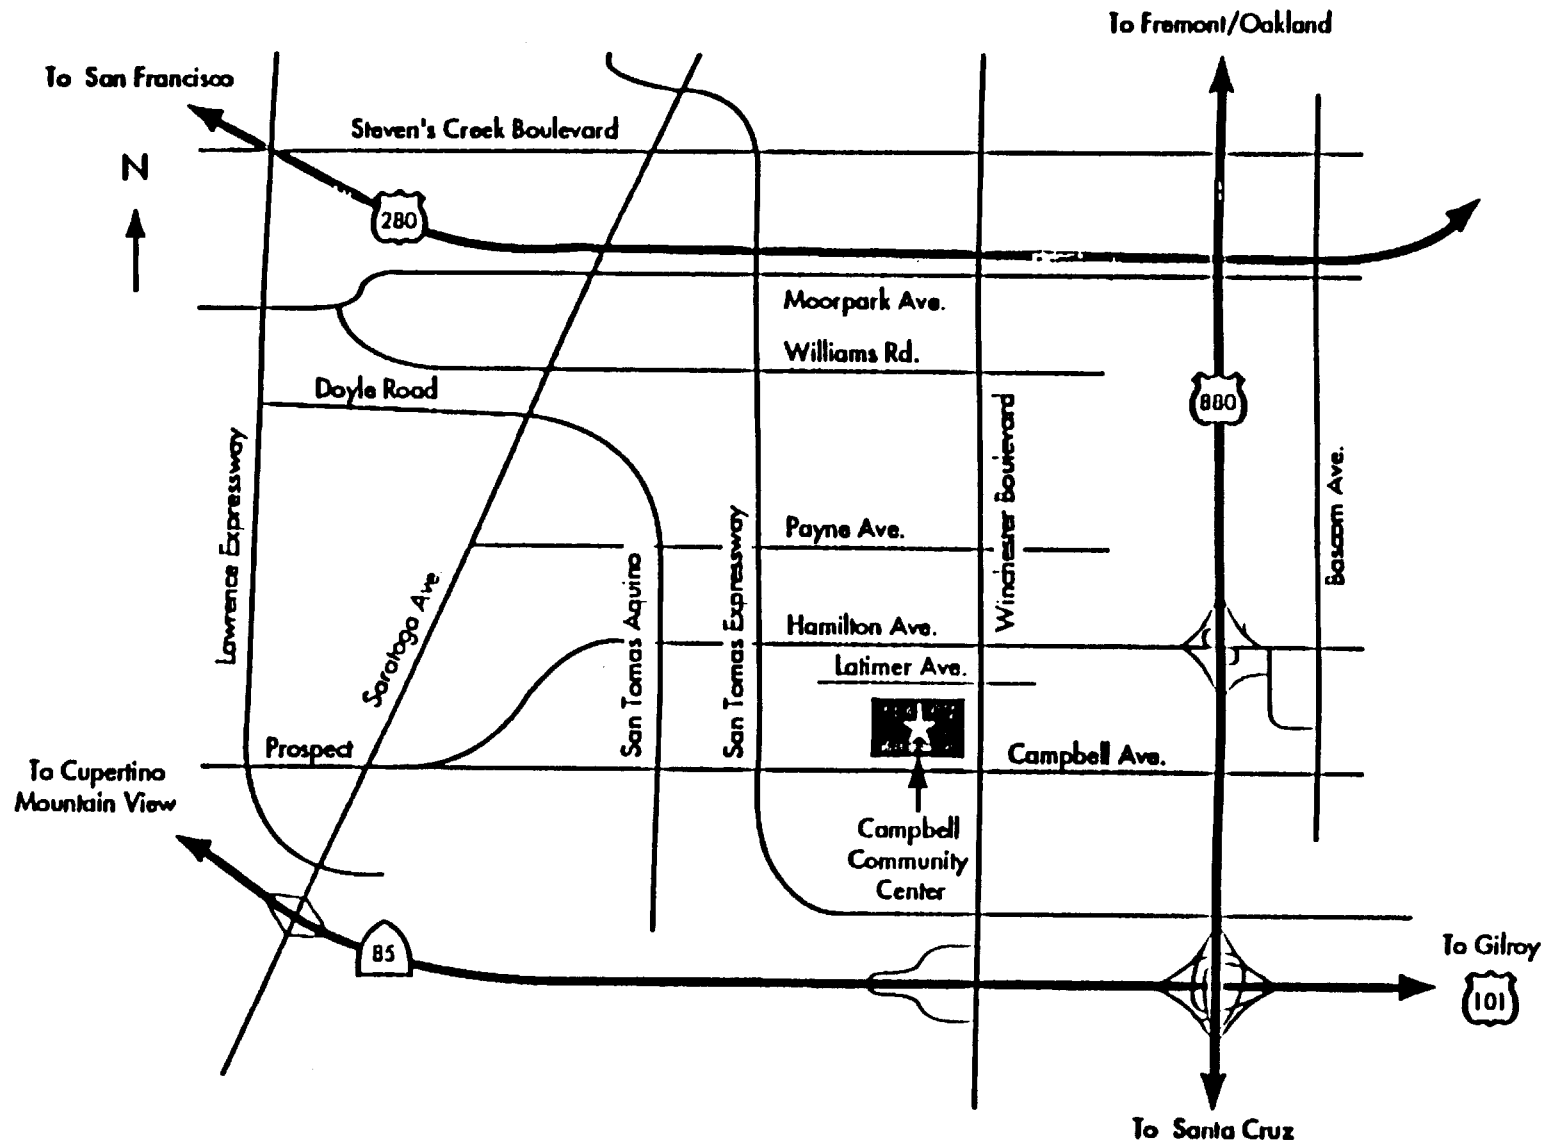 To Fremont/Oakland
To San Francisco
Steven's Creek Boulevard
N
280
Moorpark Ave.
Williams Rd.
Doyle Road
880
Winchester Boulevard
Lawrence Expressway
Bascom Ave.
Payne Ave.
San Tomas Aquino
San Tomas Expressway
Saratoga Ave
Hamilton Ave.
Latimer Ave.
Prospect
Campbell Ave.
To Cupertino
Mountain View
Campbell
Community
Center
85
To Gilroy
101
To Santa Cruz